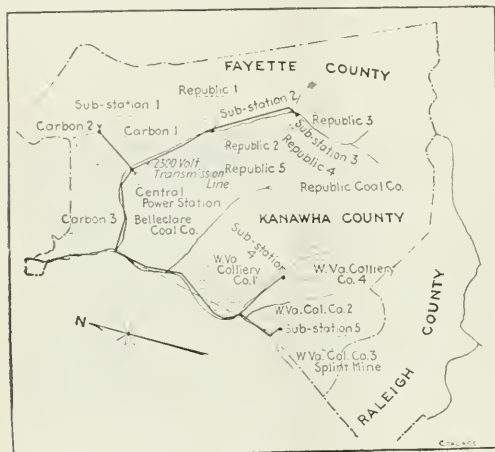 FAYETTE COUNTY
Republic 1
Sub-station 1
Sub-station 2
Carbon 2
Carbon 1
Republic 3
Sub-station 3
Republic 2
Republic 4
2300 Volt
Transmission
Line
Republic 5
Central
Power Station
Republic Coal Co.
Carbon 3
Belleclare
Coal Co.
KANAWHA COUNTY
Sub-station
4
W.Va
Colliery
Co. 1
W.Va. Colliery
Co. 4
W.Va. Col. Co. 2
Sub-station 5
N
W.Va. Col. Co. 3
Splint Mine
RALEIGH COUNTY
COAL AGE